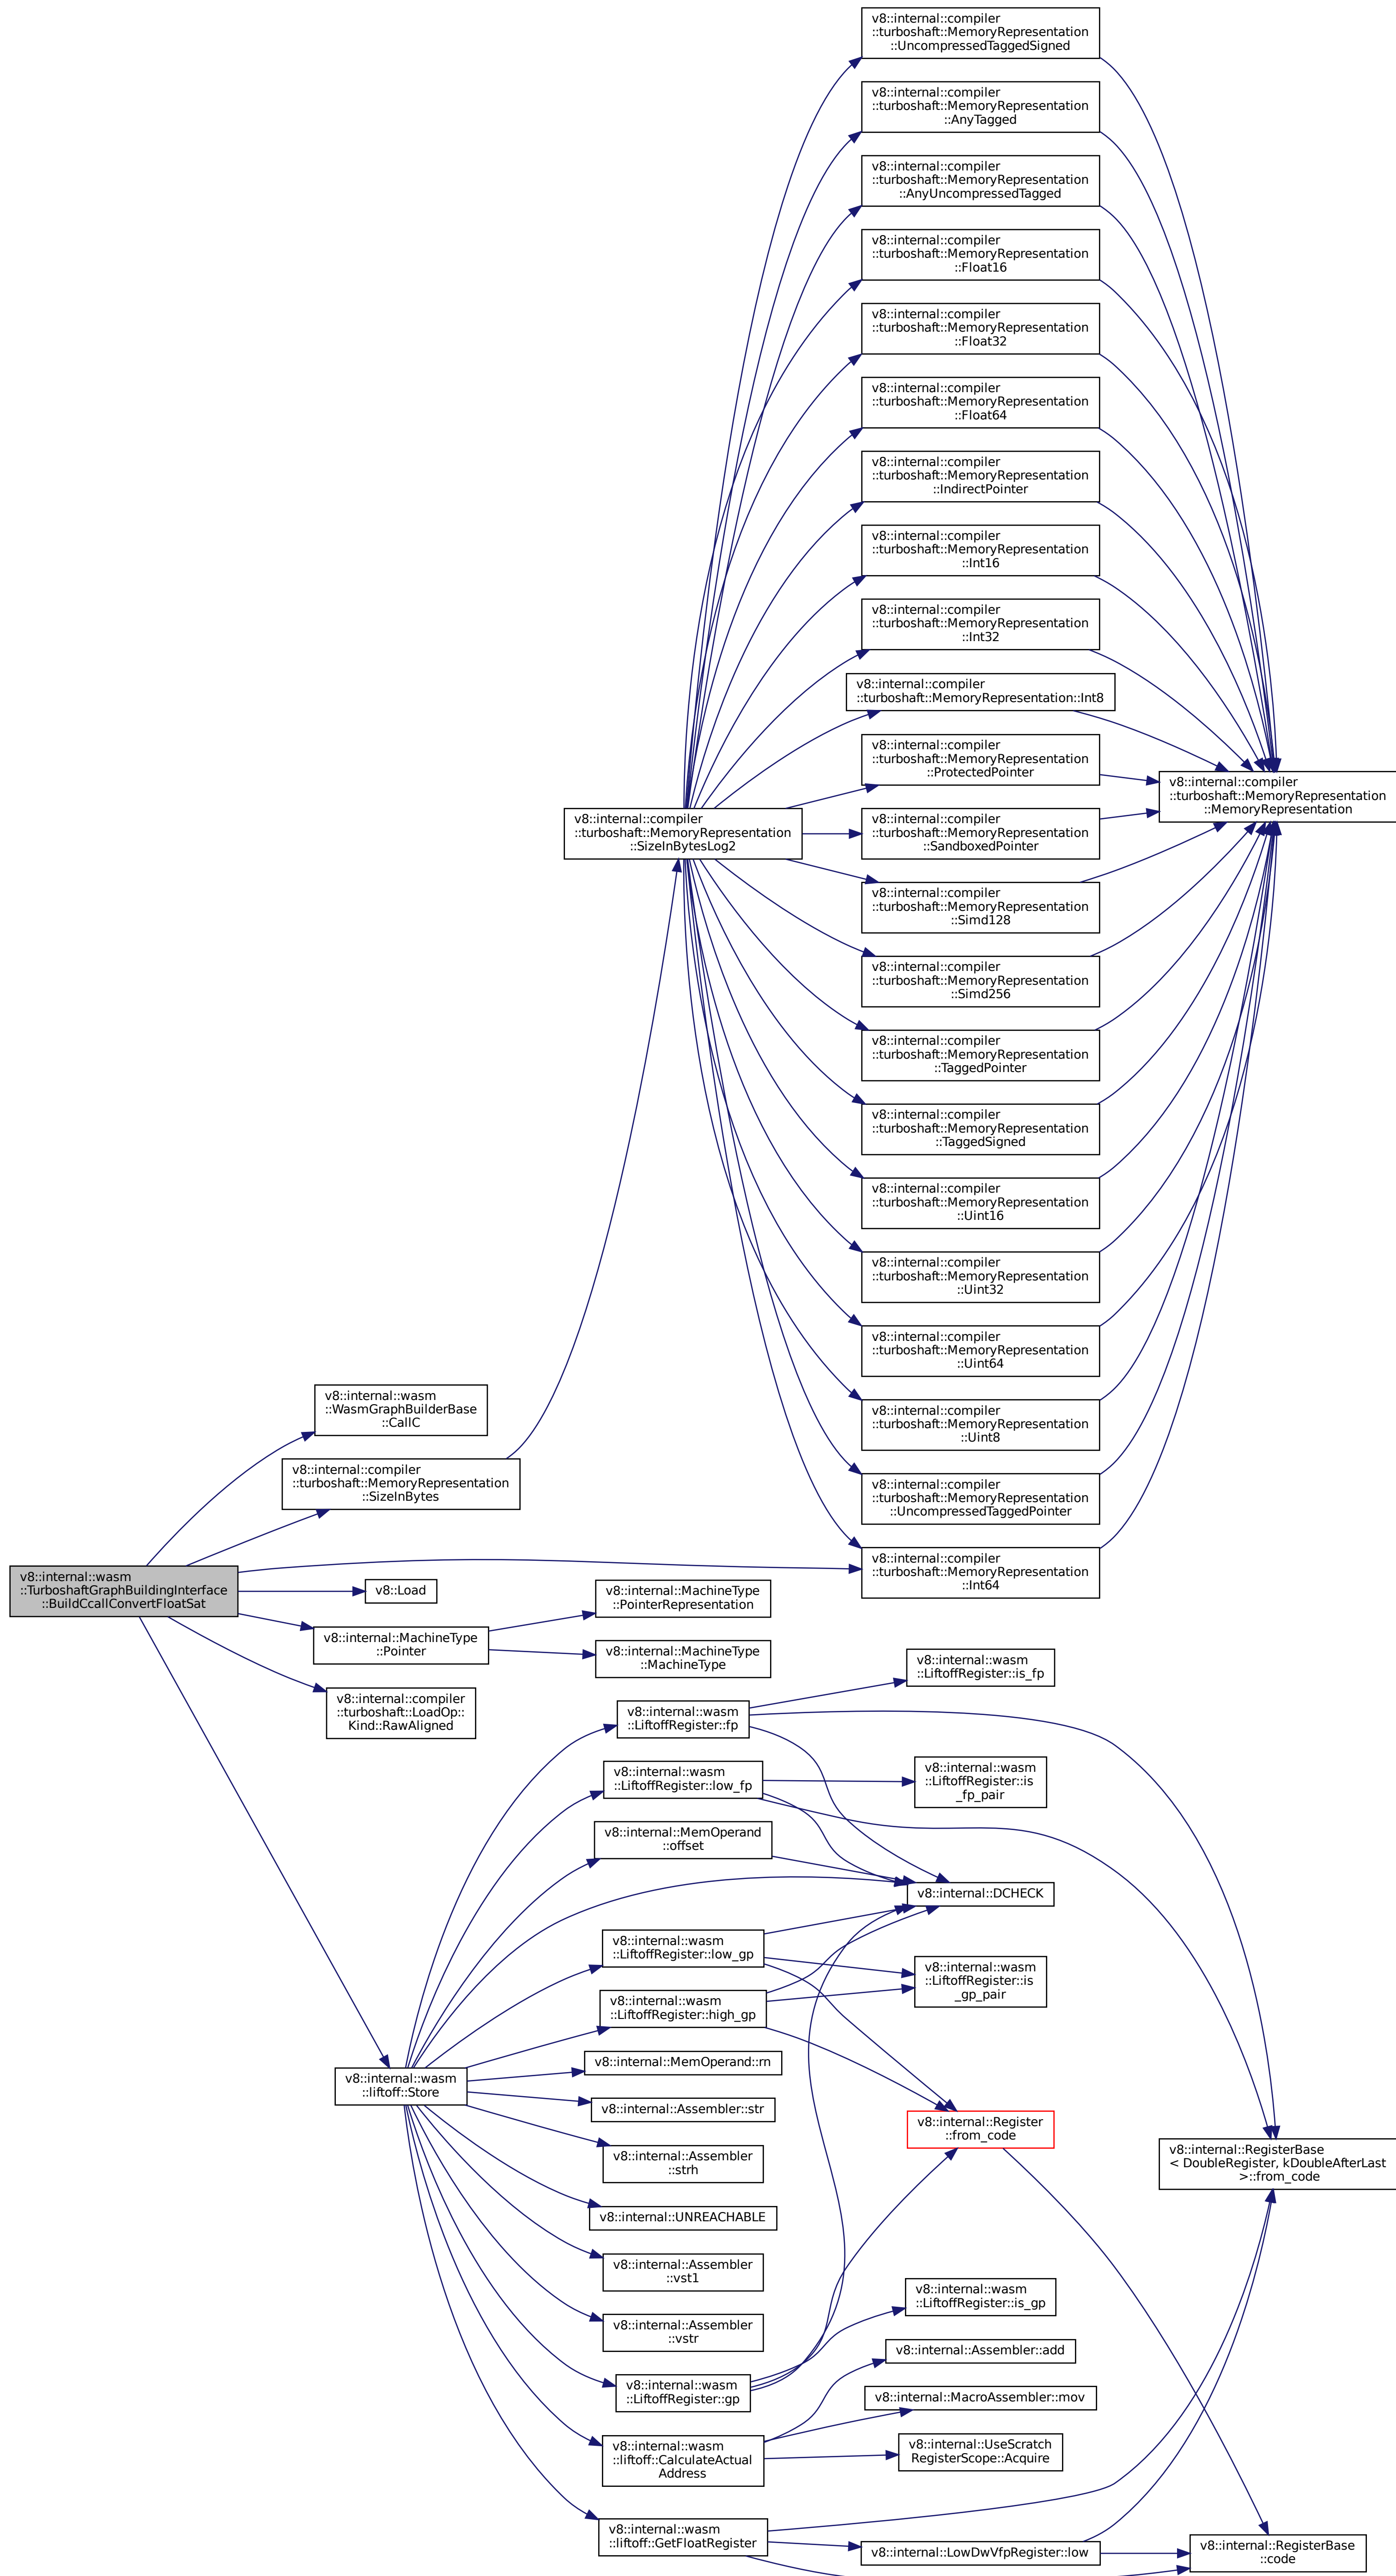 v8::internal::compiler
::turboshaft::MemoryRepresentation
::UncompressedTaggedSigned
v8::internal::compiler
::turboshaft::MemoryRepresentation
::AnyTagged
v8::internal::compiler
::turboshaft::MemoryRepresentation
::AnyUncompressedTagged
v8::internal::compiler
::turboshaft::MemoryRepresentation
::Float16
v8::internal::compiler
::turboshaft::MemoryRepresentation
::Float32
v8::internal::compiler
::turboshaft::MemoryRepresentation
::Float64
v8::internal::compiler
::turboshaft::MemoryRepresentation
::IndirectPointer
v8::internal::compiler
::turboshaft::MemoryRepresentation
::Int16
v8::internal::compiler
::turboshaft::MemoryRepresentation
::Int32
v8::internal::compiler
::turboshaft::MemoryRepresentation::Int8
v8::internal::compiler
::turboshaft::MemoryRepresentation
::ProtectedPointer
v8::internal::compiler
::turboshaft::MemoryRepresentation
::MemoryRepresentation
v8::internal::compiler
::turboshaft::MemoryRepresentation
::SizeInBytesLog2
v8::internal::compiler
::turboshaft::MemoryRepresentation
::SandboxedPointer
v8::internal::compiler
::turboshaft::MemoryRepresentation
::Simd128
v8::internal::compiler
::turboshaft::MemoryRepresentation
::Simd256
v8::internal::compiler
::turboshaft::MemoryRepresentation
::TaggedPointer
v8::internal::compiler
::turboshaft::MemoryRepresentation
::TaggedSigned
v8::internal::compiler
::turboshaft::MemoryRepresentation
::Uint16
v8::internal::compiler
::turboshaft::MemoryRepresentation
::Uint32
v8::internal::compiler
::turboshaft::MemoryRepresentation
::Uint64
v8::internal::wasm
::WasmGraphBuilderBase
::CallC
v8::internal::compiler
::turboshaft::MemoryRepresentation
::Uint8
v8::internal::compiler
::turboshaft::MemoryRepresentation
::SizeInBytes
v8::internal::compiler
::turboshaft::MemoryRepresentation
::UncompressedTaggedPointer
v8::internal::compiler
::turboshaft::MemoryRepresentation
::Int64
v8::internal::wasm
::TurboshaftGraphBuildingInterface
::BuildCcallConvertFloatSat
v8::Load
v8::internal::MachineType
::PointerRepresentation
v8::internal::MachineType
::Pointer
v8::internal::MachineType
::MachineType
v8::internal::wasm
::LiftoffRegister::is_fp
v8::internal::compiler
::turboshaft::LoadOp::
Kind::RawAligned
v8::internal::wasm
::LiftoffRegister::fp
v8::internal::wasm
::LiftoffRegister::low_fp
v8::internal::wasm
::LiftoffRegister::is
_fp_pair
v8::internal::MemOperand
::offset
v8::internal::DCHECK
v8::internal::wasm
::LiftoffRegister::low_gp
v8::internal::wasm
::LiftoffRegister::is
_gp_pair
v8::internal::wasm
::LiftoffRegister::high_gp
v8::internal::MemOperand::rn
v8::internal::wasm
::liftoff::Store
v8::internal::Assembler::str
v8::internal::Register
::from_code
v8::internal::Assembler
::strh
v8::internal::RegisterBase
< DoubleRegister, kDoubleAfterLast
>::from_code
v8::internal::UNREACHABLE
v8::internal::Assembler
::vst1
v8::internal::wasm
::LiftoffRegister::is_gp
v8::internal::Assembler
::vstr
v8::internal::Assembler::add
v8::internal::wasm
::LiftoffRegister::gp
v8::internal::MacroAssembler::mov
v8::internal::wasm
::liftoff::CalculateActual
Address
v8::internal::UseScratch
RegisterScope::Acquire
v8::internal::wasm
::liftoff::GetFloatRegister
v8::internal::LowDwVfpRegister::low
v8::internal::RegisterBase
::code